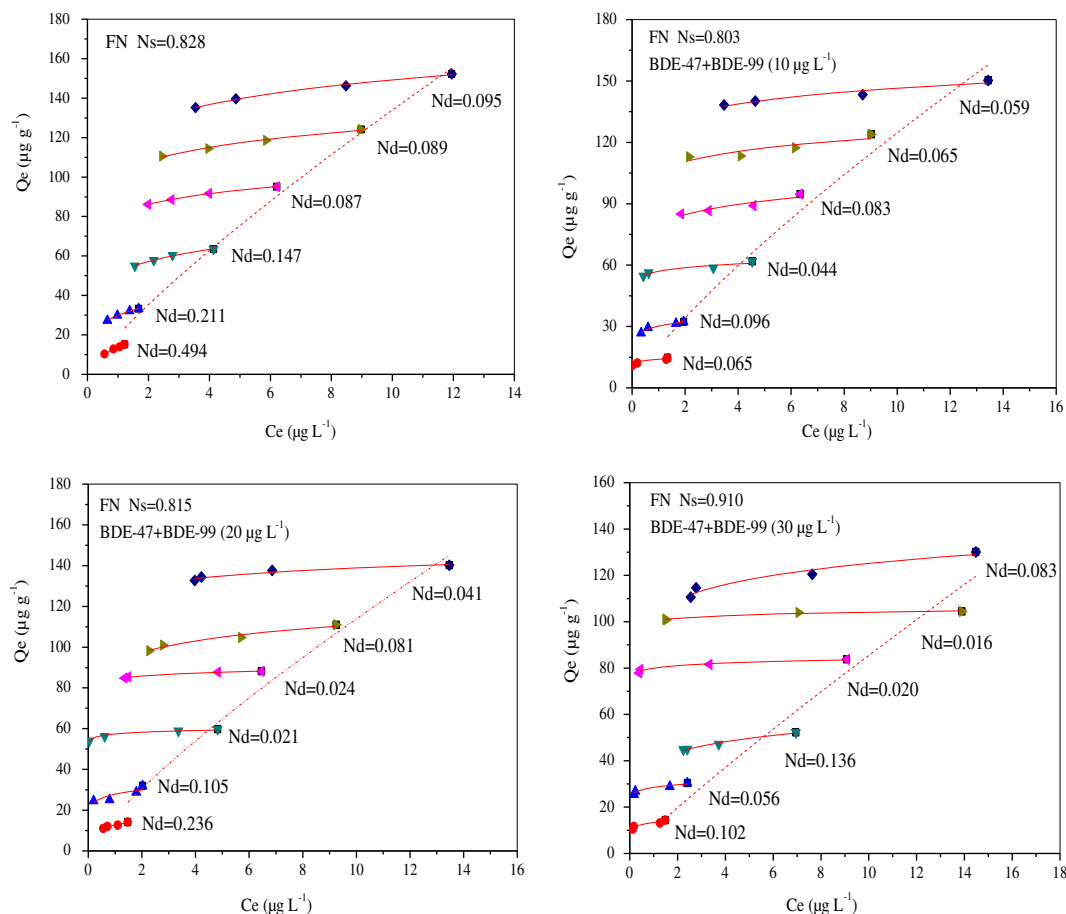 180
160
140
120
100
80
60
40
20
0
0 2 4 6 8 10 12 14
Qe (µg g⁻¹)
Ce (µg L⁻¹)
FN Ns=0.828
Nd=0.095
Nd=0.089
Nd=0.087
Nd=0.147
Nd=0.211
Nd=0.494
180
150
120
90
60
30
0
0 2 4 6 8 10 12 14 16
Qe (µg g⁻¹)
Ce (µg L⁻¹)
FN Ns=0.803
BDE-47+BDE-99 (10 µg L⁻¹)
Nd=0.059
Nd=0.065
Nd=0.083
Nd=0.044
Nd=0.096
Nd=0.065
180
160
140
120
100
80
60
40
20
0
0 2 4 6 8 10 12 14 16
Qe (µg g⁻¹)
Ce (µg L⁻¹)
FN Ns=0.815
BDE-47+BDE-99 (20 µg L⁻¹)
Nd=0.041
Nd=0.081
Nd=0.024
Nd=0.021
Nd=0.105
Nd=0.236
160
140
120
100
80
60
40
20
0
0 2 4 6 8 10 12 14 16 18
Qe (µg g⁻¹)
Ce (µg L⁻¹)
FN Ns=0.910
BDE-47+BDE-99 (30 µg L⁻¹)
Nd=0.083
Nd=0.016
Nd=0.020
Nd=0.136
Nd=0.056
Nd=0.102